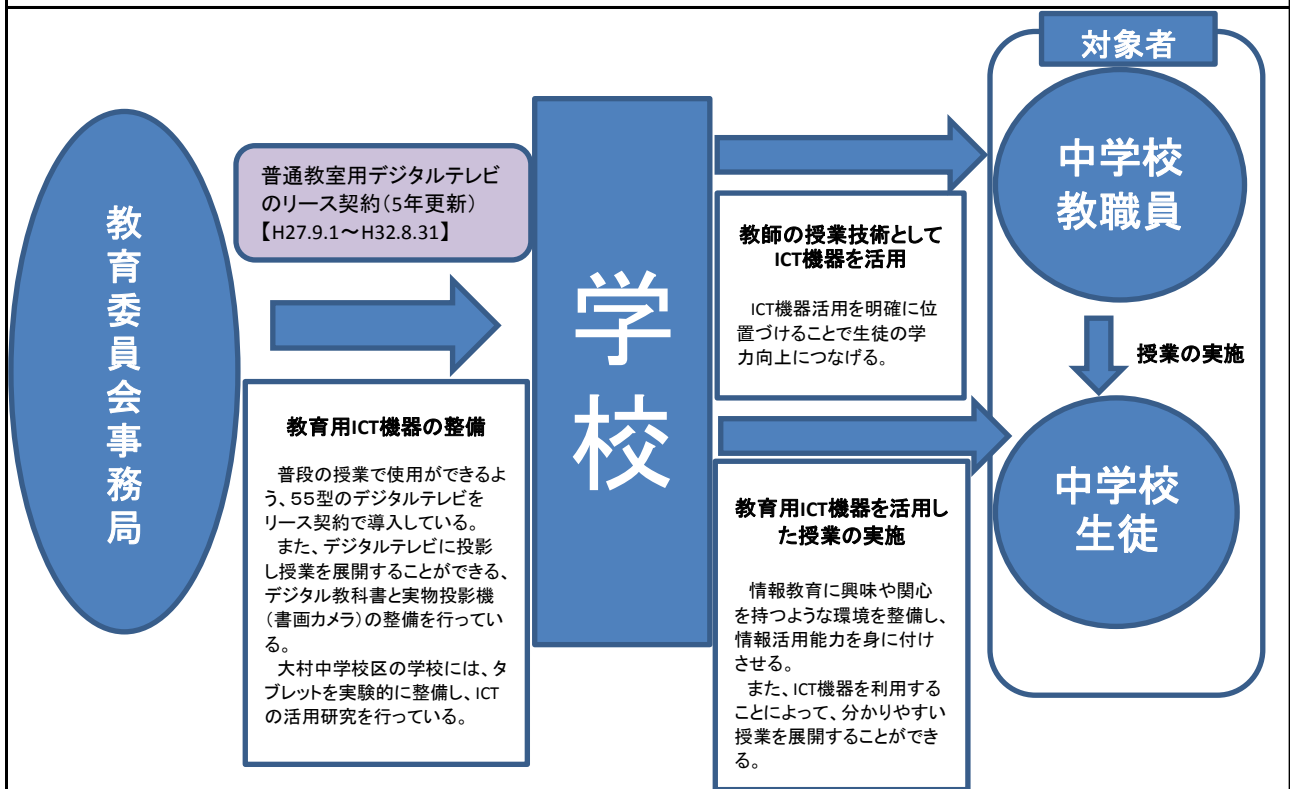 教育委員会事務局
普通教室用デジタルテレビ
のリース契約(5年更新)
【H27.9.1~H32.8.31】
教育用ICT機器の整備
普段の授業で使用ができるよ
う、55型のデジタルテレビを
リース契約で導入している。
また、デジタルテレビに投影
し授業を展開することができる、
デジタル教科書と実物投影機
(書画カメラ)の整備を行ってい
る。
大村中学校区の学校には、タ
ブレットを実験的に整備し、ICT
の活用研究を行っている。
学校
教師の授業技術として
ICT機器を活用
ICT機器活用を明確に位
置づけることで生徒の学
力向上につなげる。
教育用ICT機器を活用し
た授業の実施
情報教育に興味や関心
を持つような環境を整備し、
情報活用能力を身に付け
させる。
また、ICT機器を利用する
ことによって、分かりやすい
授業を展開することができ
る。
対象者
中学校
教職員
授業の実施
中学校
生徒